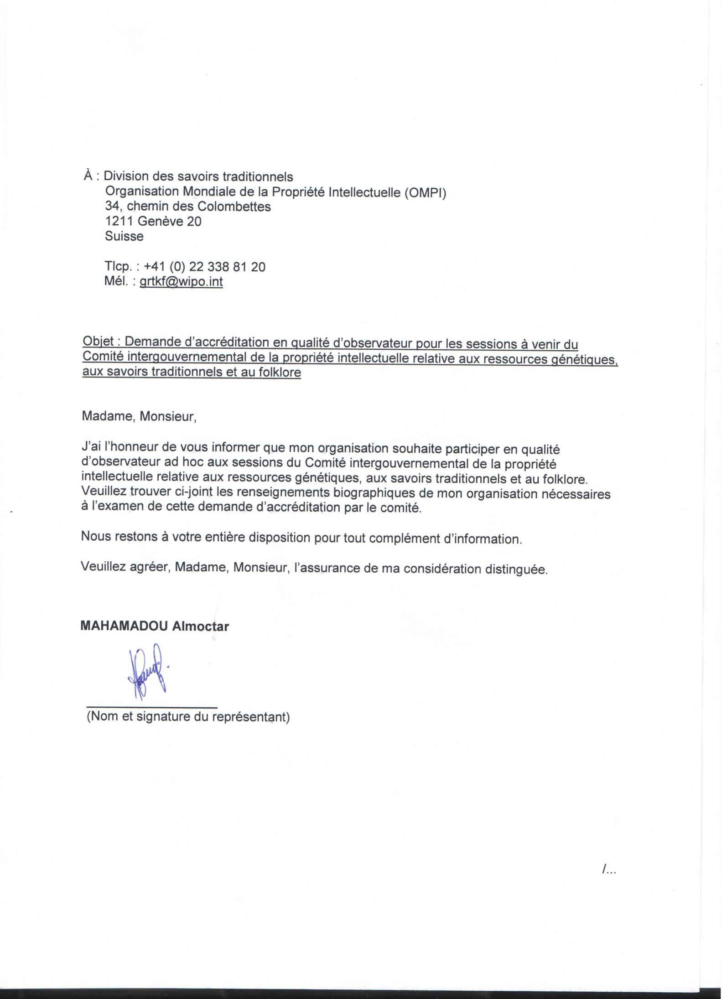 À : Division des savoirs traditionnels
Organisation Mondiale de la Propriété Intellectuelle (OMPI)
34, chemin des Colombettes
1211 Genève 20
Suisse
Tlcp. : +41 (0) 22 338 81 20
Mél. : grtkf@wipo.int
Objet : Demande d'accréditation en qualité d'observateur pour les sessions à venir du
Comité intergouvernemental de la propriété intellectuelle relative aux ressources génétiques,
aux savoirs traditionnels et au folklore
Madame, Monsieur,
J'ai l'honneur de vous informer que mon organisation souhaite participer en qualité
d'observateur ad hoc aux sessions du Comité intergouvernemental de la propriété
intellectuelle relative aux ressources génétiques, aux savoirs traditionnels et au folklore.
Veuillez trouver ci-joint les renseignements biographiques de mon organisation nécessaires
à l'examen de cette demande d'accréditation par le comité.
Nous restons à votre entière disposition pour tout complément d'information.
Veuillez agréer, Madame, Monsieur, l'assurance de ma considération distinguée.
MAHAMADOU Almoctar
(Nom et signature du représentant)
/...